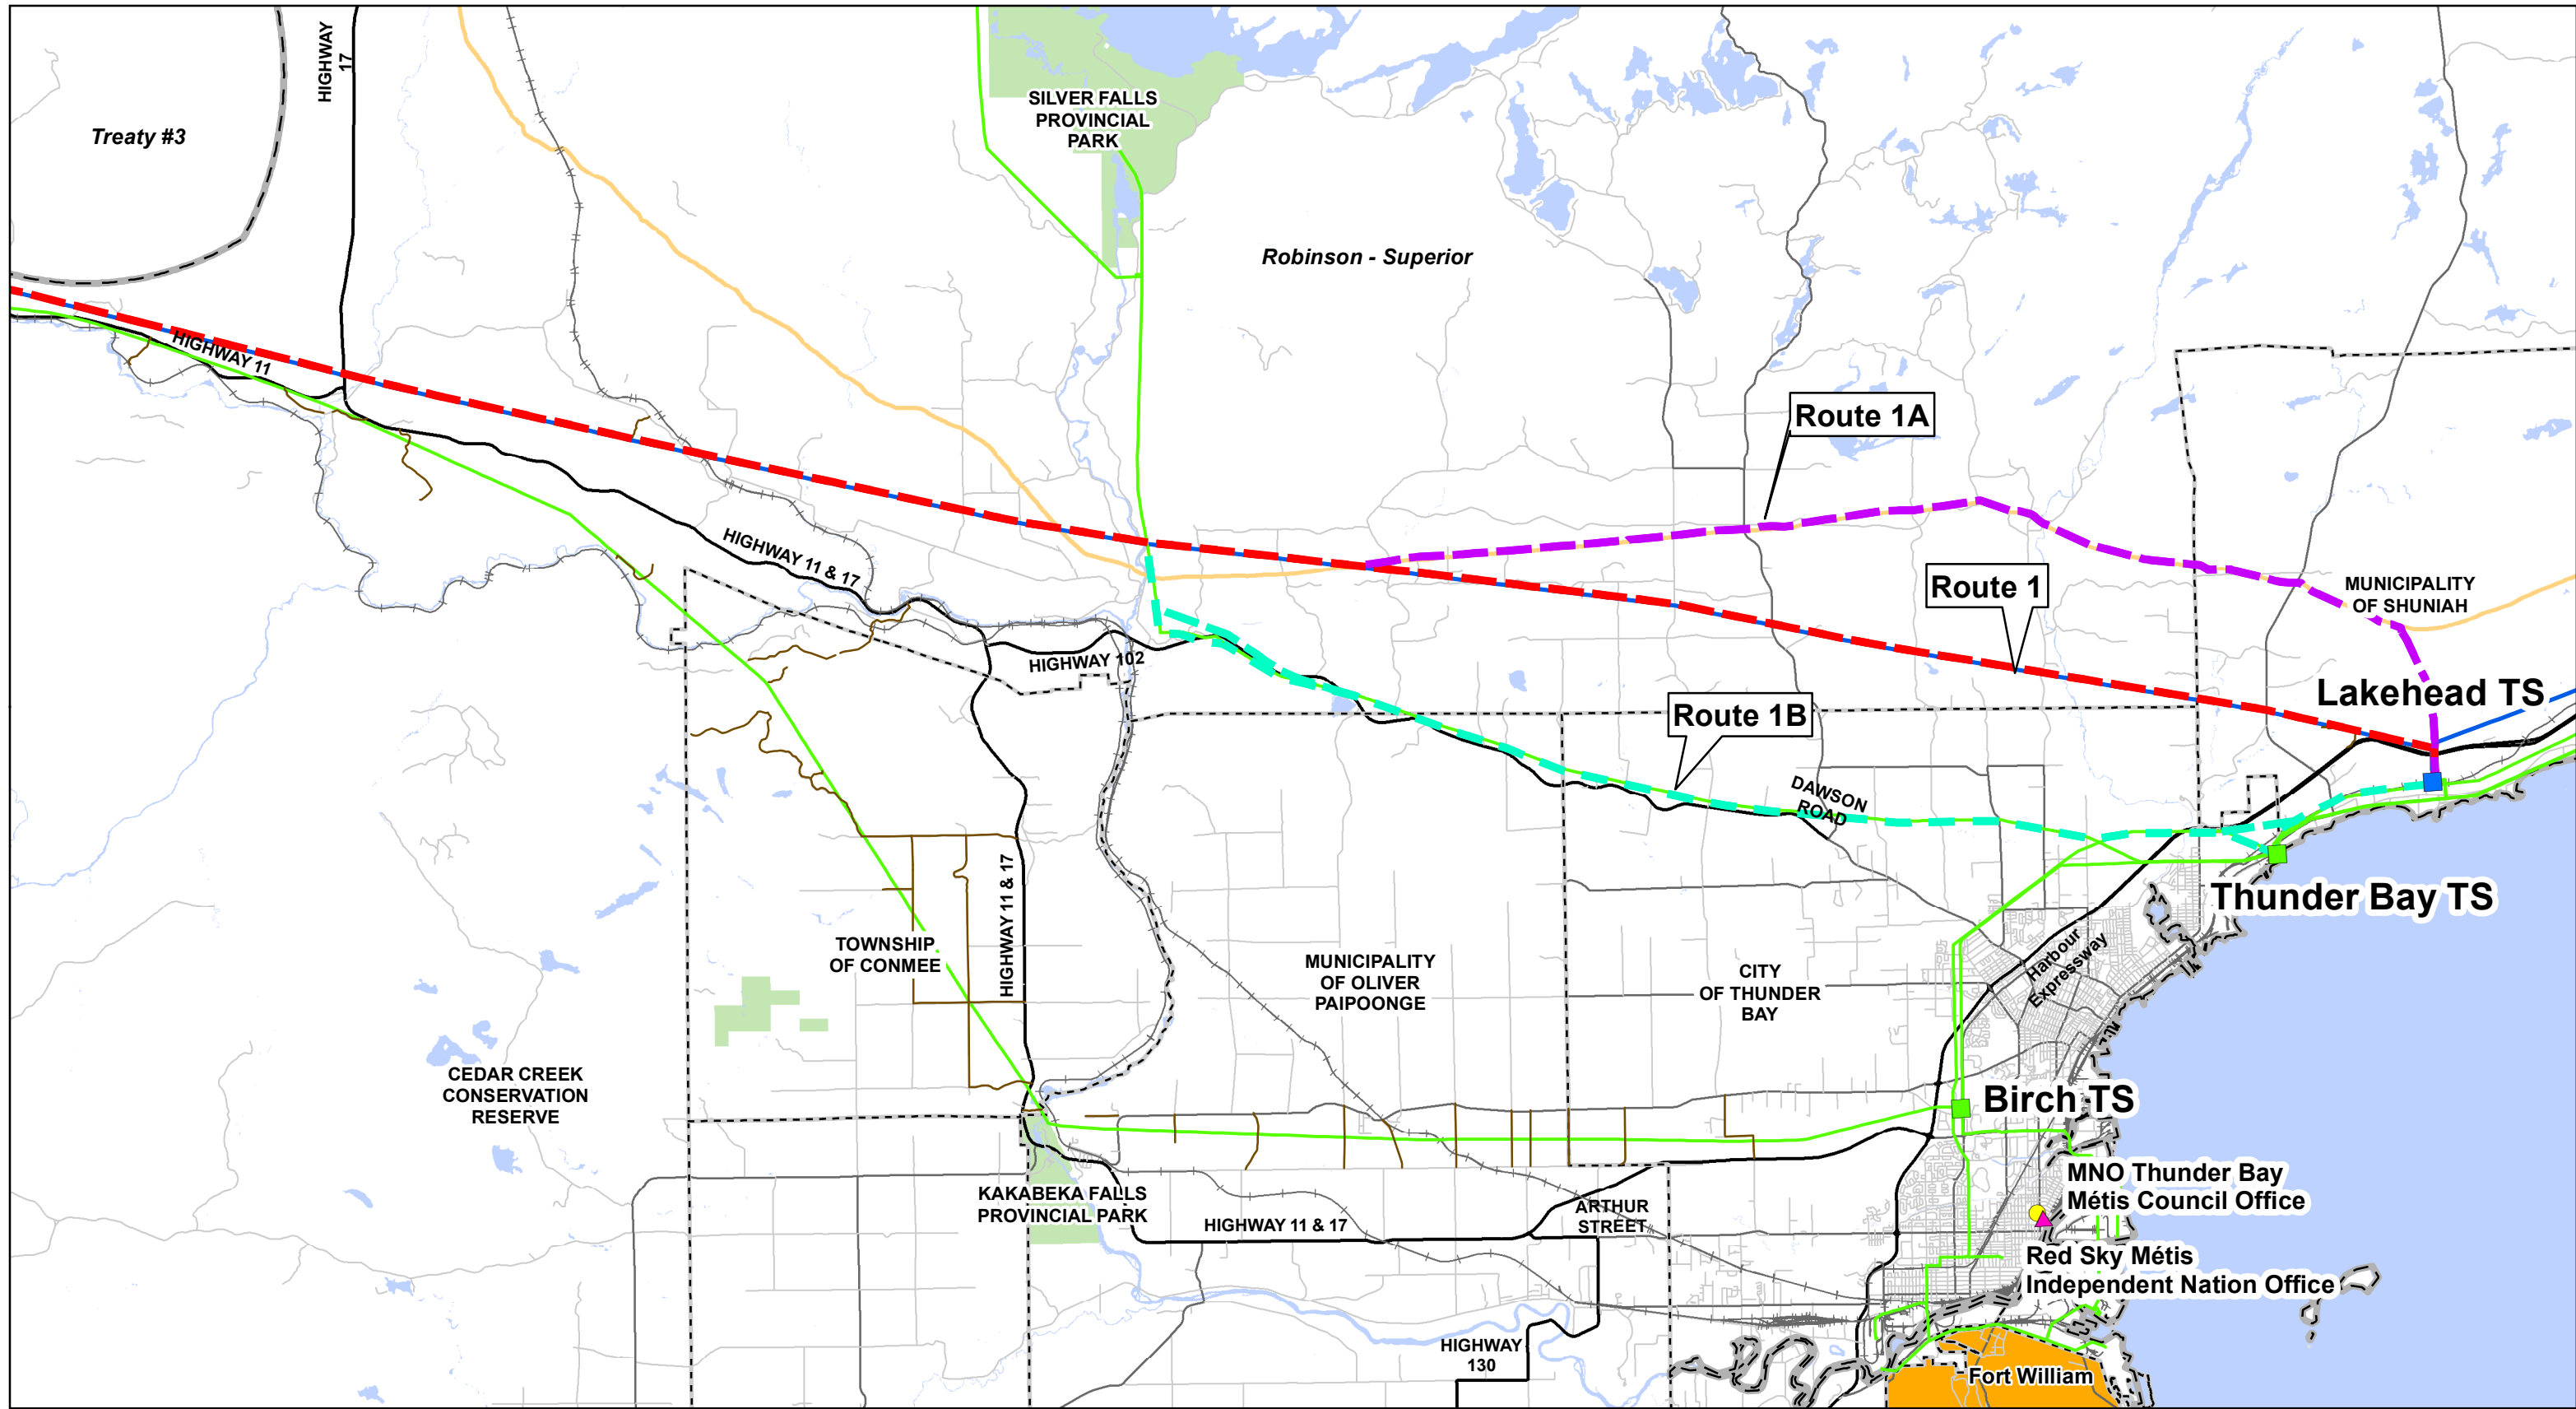 HIGHWAY
17
Treaty #3
SILVER FALLS
PROVINCIAL
PARK
Robinson - Superior
HIGHWAY 11
Route 1A
HIGHWAY 11 & 17
Route 1
MUNICIPALITY
OF SHUNIAH
HIGHWAY 102
Lakehead TS
Route 1B
DAWSON
ROAD
Thunder Bay TS
HIGHWAY 11 & 17
TOWNSHIP
OF CONMEE
MUNICIPALITY
OF OLIVER
PAIPOONGE
CITY
OF THUNDER
BAY
Harbour
Expressway
CEDAR CREEK
CONSERVATION
RESERVE
Birch TS
MNO Thunder Bay
Métis Council Office
KAKABEKA FALLS
PROVINCIAL PARK
HIGHWAY 11 & 17
ARTHUR
STREET
Red Sky Métis
Independent Nation Office
HIGHWAY
130
Fort William